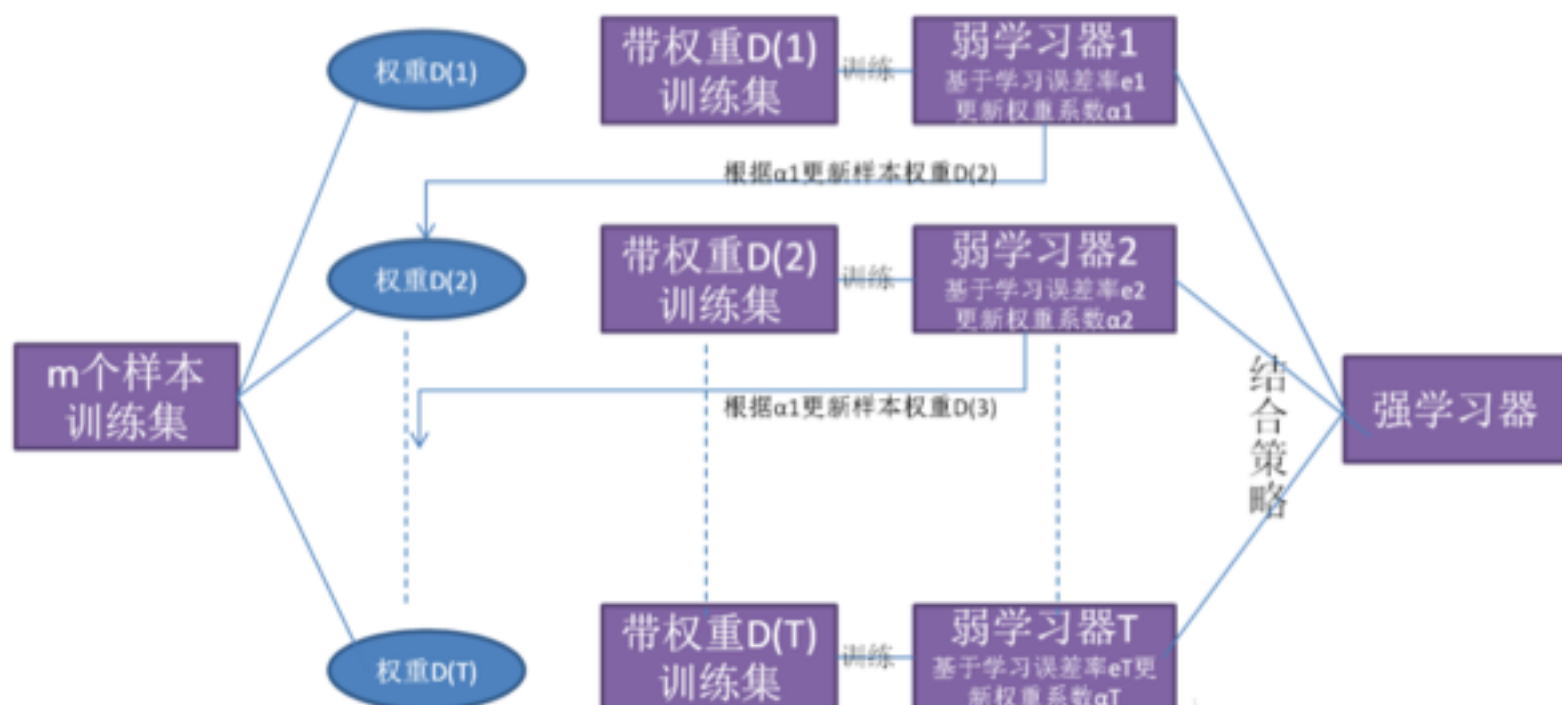 权重D(1)
带权重D(1)
训练集
训练
弱学习器1
基于学习误差率e1
更新权重系数α1
根据α1更新样本权重D(2)
权重D(2)
带权重D(2)
训练集
训练
弱学习器2
基于学习误差率e2
更新权重系数α2
m个样本
训练集
根据α1更新样本权重D(3)
结合策略
强学习器
权重D(T)
带权重D(T)
训练集
训练
弱学习器T
基于学习误差率eT更
新权重系数αT